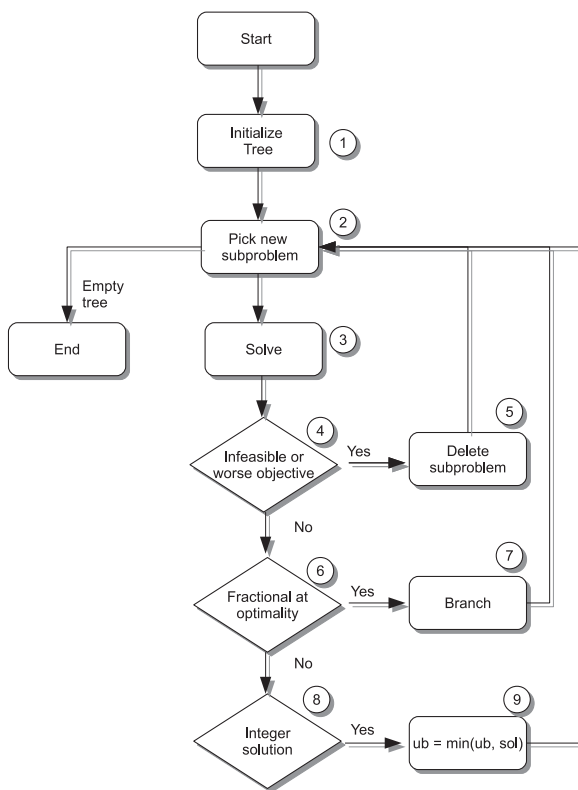 Start
Initialize
Tree
1
2
Pick new
subproblem
Empty
tree
End
Solve
3
4
Infeasible or
worse objective
Yes
5
Delete
subproblem
No
6
Fractional at
optimality
Yes
7
Branch
No
8
Integer
solution
Yes
9
ub = min(ub, sol)